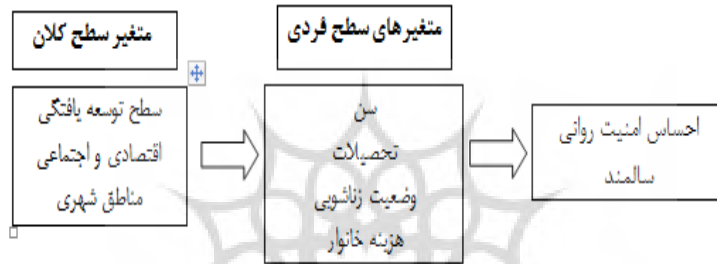 متغیر سطح کلان
سطح توسعه یافتگی
اقتصادی و اجتماعی
مناطق شهری
متغیرهای سطح فردی
سن
تحصیلات
وضعیت زناشویی
هزینه خانوار
احساس امنیت روانی
سالمند